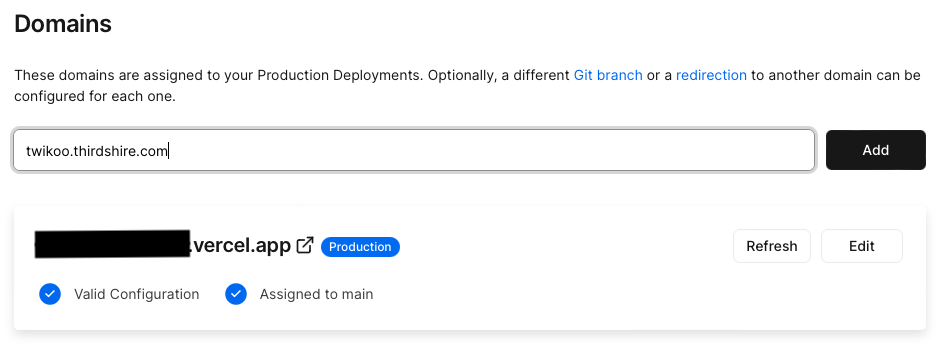 Domains
These domains are assigned to your Production Deployments. Optionally, a different Git branch or a redirection to another domain can be
configured for each one.
twikoo.thirdshire.com
Add
.vercel.app
Production
Refresh
Edit
Valid Configuration
Assigned to main